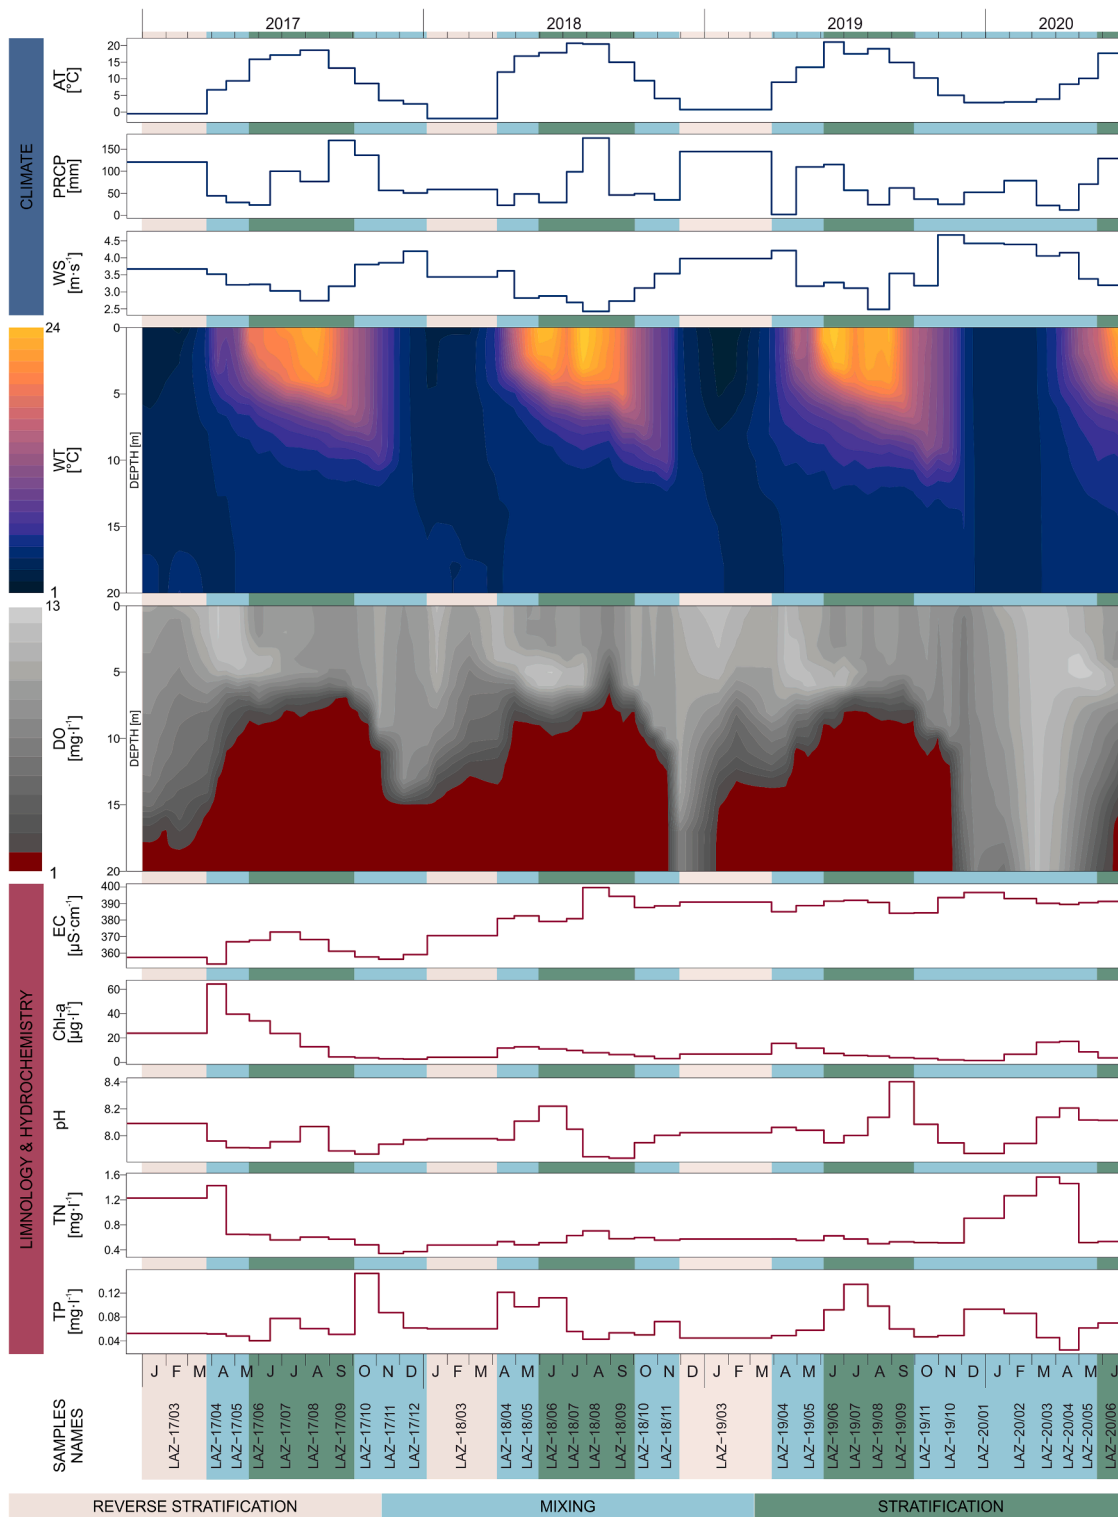 2017 2018 2019 2020
CLIMATE
AT
[°C]
20
15
10
5
0
PRCP
[mm]
150
100
50
0
WS
[m·s⁻¹]
4.5
4.0
3.5
3.0
2.5
24
1
WT
[°C]
DEPTH [m]
0
5
10
15
20
13
1
DO
[mg·l⁻¹]
DEPTH [m]
0
5
10
15
20
LIMNOLOGY & HYDROCHEMISTRY
EC
[µS·cm⁻¹]
400
390
380
370
360
Chl-a
[µg·l⁻¹]
60
40
20
0
pH
8.4
8.2
8.0
TN
[mg·l⁻¹]
1.6
1.2
0.8
0.4
TP
[mg·l⁻¹]
0.12
0.08
0.04
J F M A M J J A S O N D J F M A M J J A S O N D J F M A M J J A S O N D J F M A M J
SAMPLES
NAMES
LAZ−17/03
LAZ−17/04
LAZ−17/05
LAZ−17/06
LAZ−17/07
LAZ−17/08
LAZ−17/09
LAZ−17/10
LAZ−17/11
LAZ−17/12
LAZ−18/03
LAZ−18/04
LAZ−18/05
LAZ−18/06
LAZ−18/07
LAZ−18/08
LAZ−18/09
LAZ−18/10
LAZ−18/11
LAZ−19/03
LAZ−19/04
LAZ−19/05
LAZ−19/06
LAZ−19/07
LAZ−19/08
LAZ−19/09
LAZ−19/11
LAZ−19/10
LAZ−20/01
LAZ−20/02
LAZ−20/03
LAZ−20/04
LAZ−20/05
LAZ−20/06
REVERSE STRATIFICATION
MIXING
STRATIFICATION